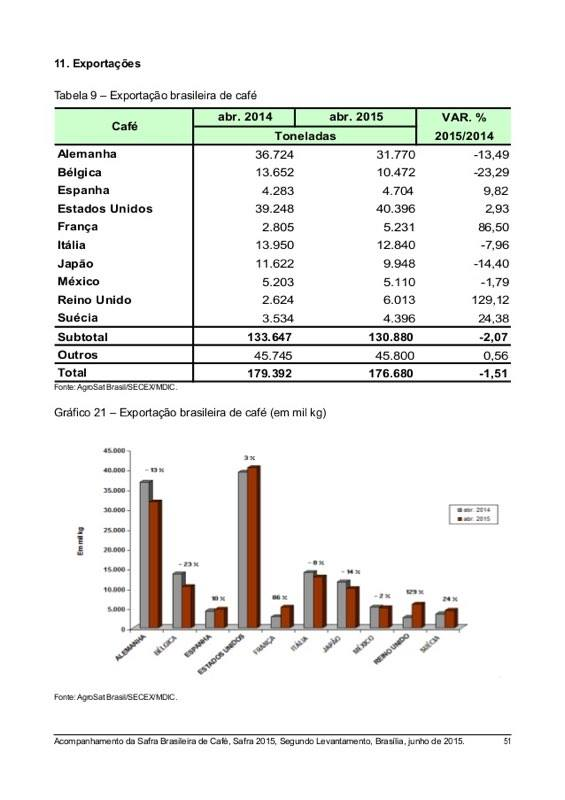 11. Exportações
Tabela 9 – Exportação brasileira de café
Café abr. 2014 abr. 2015 VAR. %
Toneladas 2015/2014
Alemanha 36.724 31.770 -13,49
Bélgica 13.652 10.472 -23,29
Espanha 4.283 4.704 9,82
Estados Unidos 39.248 40.396 2,93
França 2.805 5.231 86,50
Itália 13.950 12.840 -7,96
Japão 11.622 9.948 -14,40
México 5.203 5.110 -1,79
Reino Unido 2.624 6.013 129,12
Suécia 3.534 4.396 24,38
Subtotal 133.647 130.880 -2,07
Outros 45.745 45.800 0,56
Total 179.392 176.680 -1,51
Fonte: AgroSatBrasil/SECEX/MDIC.
Gráfico 21 – Exportação brasileira de café (em mil kg)
45.000
40.000
35.000
30.000
25.000
20.000
15.000
10.000
5.000
0
Em mil kg
- 13 %
- 23 %
10 %
3 %
86 %
- 8 %
- 14 %
- 2 %
129 %
24 %
abr. 2014
abr. 2015
ALEMANHA
BÉLGICA
ESPANHA
ESTADOS UNIDOS
FRANÇA
ITÁLIA
JAPÃO
MÉXICO
REINO UNIDO
SUÉCIA
Fonte: AgroSatBrasil/SECEX/MDIC.
Acompanhamento da Safra Brasileira de Café, Safra 2015, Segundo Levantamento, Brasília, junho de 2015. 51